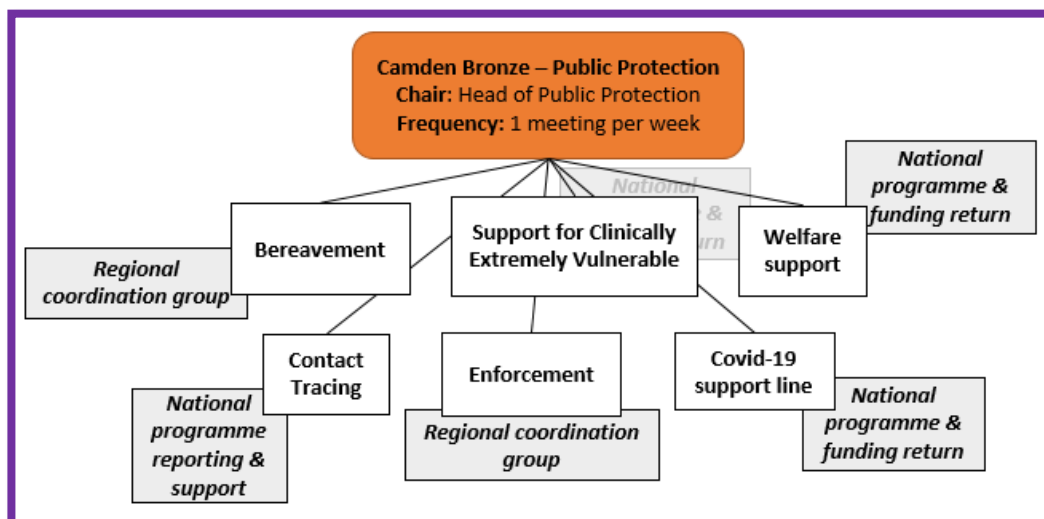 Camden Bronze – Public Protection
Chair: Head of Public Protection
Frequency: 1 meeting per week
National
programme &
funding return
National
&
urn
Bereavement
Support for Clinically
Extremely Vulnerable
Welfare
support
Regional
coordination group
Contact
Tracing
Enforcement
Covid-19
support line
National
programme
reporting &
support
Regional coordination
group
National
programme &
funding return